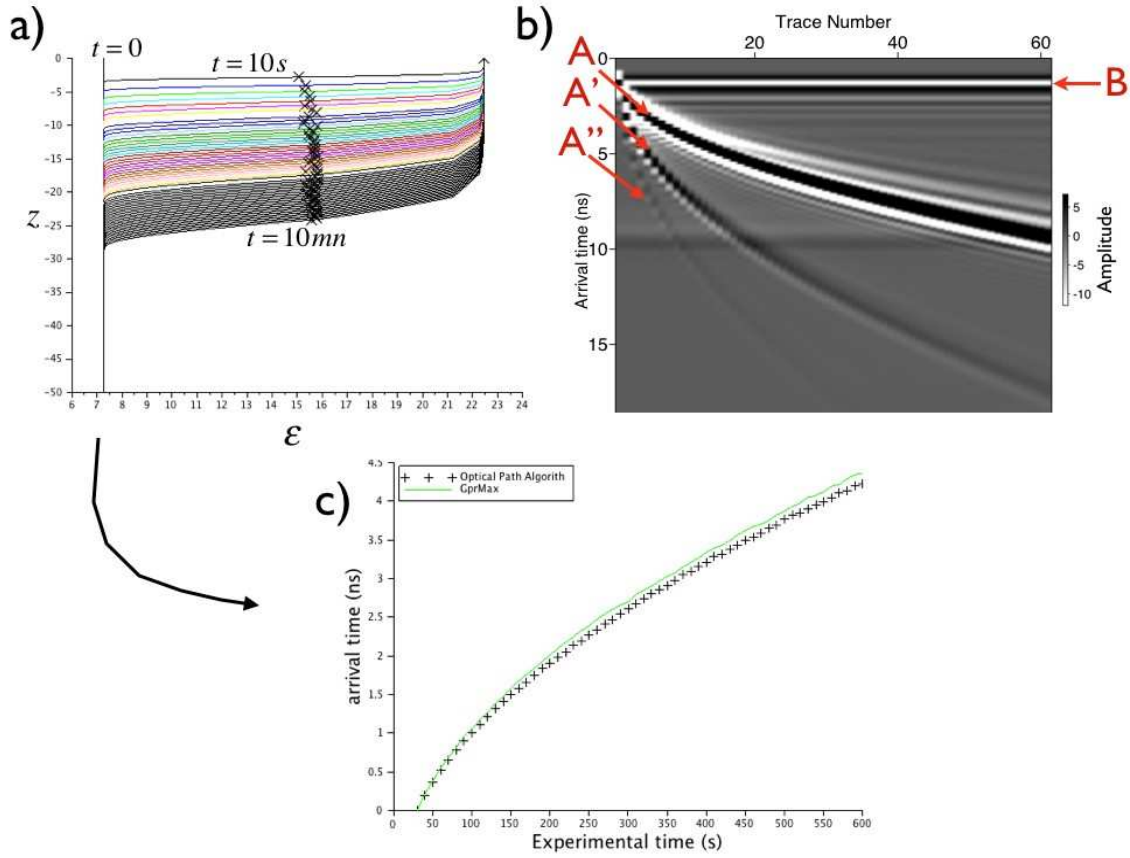 a)
t = 0
t = 10s
t = 10mn
0
-5
-10
-15
-20
-25
-30
-35
-40
-45
-50
z
6 7 8 9 10 11 12 13 14 15 16 17 18 19 20 21 22 23 24
ε
b)
Trace Number
20 40 60
A
A'
A''
B
0
5
10
15
Arrival time (ns)
5
0
-5
-10
Amplitude
c)
Optical Path Algorith
GprMax
4.5
4
3.5
3
2.5
2
1.5
1
0.5
0
arrival time (ns)
0 50 100 150 200 250 300 350 400 450 500 550 600
Experimental time (s)